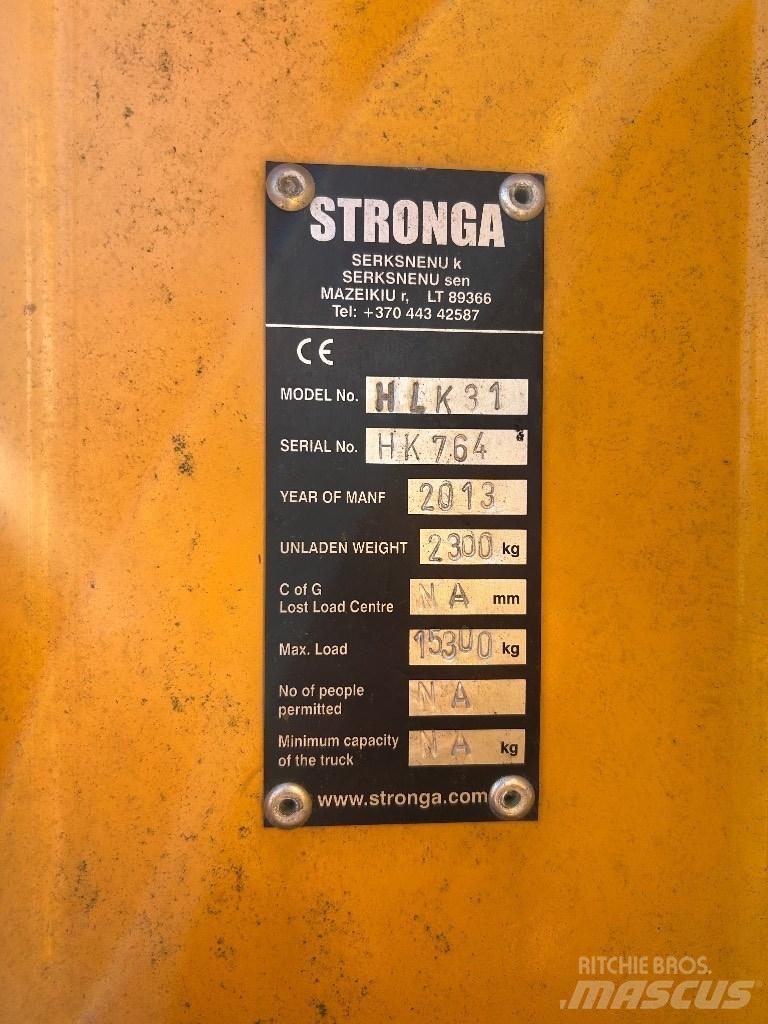 STRONGA
SERKSNENU k
SERKSNENU sen
MAZEIKIU r, LT 89366
Tel: +370 443 42587
CE
MODEL No. HLK31
SERIAL No. HK764
YEAR OF MANF 2013
UNLADEN WEIGHT 2300 kg
C of G
Lost Load Centre NA mm
Max. Load 15300 kg
No of people
permitted NA
Minimum capacity
of the truck NA kg
www.stronga.com
RITCHIE BROS.
MASCUS